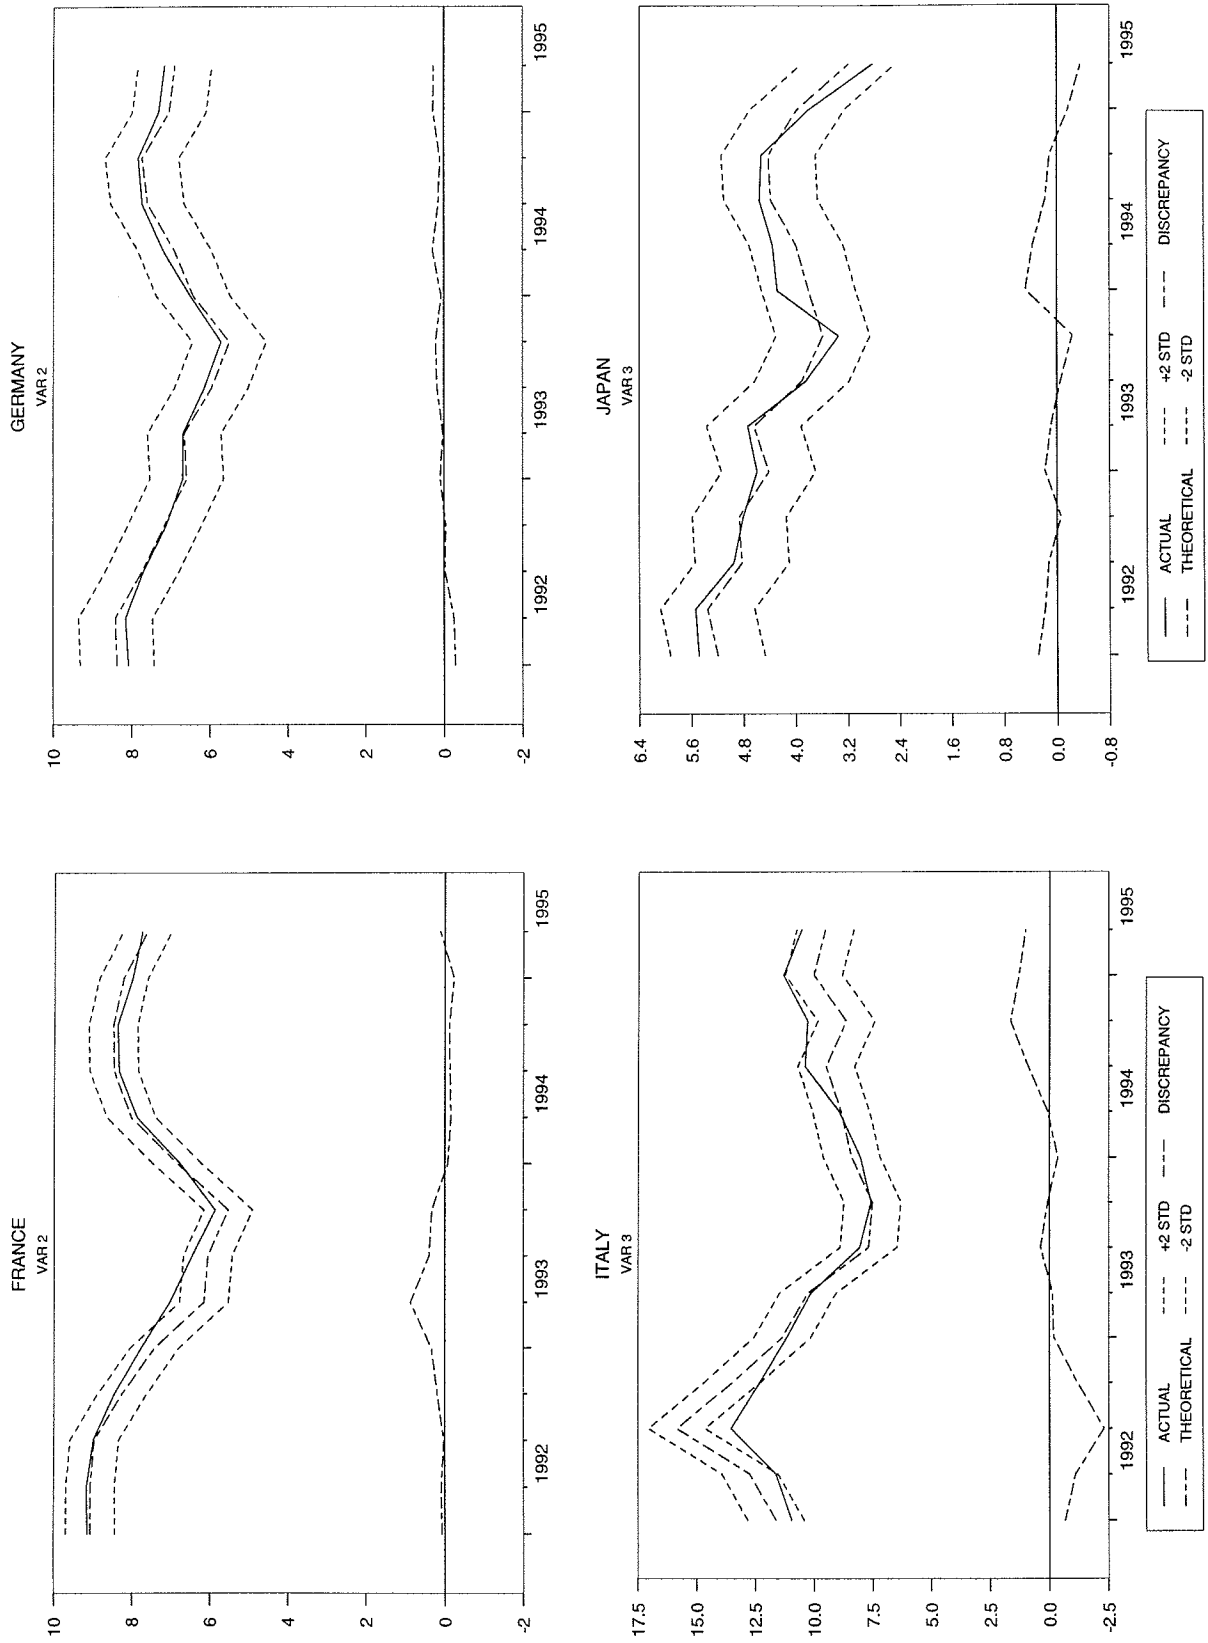 FRANCE
VAR 2
10
8
6
4
2
0
-2
1992 1993 1994 1995
GERMANY
VAR 2
10
8
6
4
2
0
-2
1992 1993 1994 1995
ITALY
VAR 3
17.5
15.0
12.5
10.0
7.5
5.0
2.5
0.0
-2.5
1992 1993 1994 1995
ACTUAL +2 STD DISCREPANCY
THEORETICAL -2 STD
JAPAN
VAR 3
6.4
5.6
4.8
4.0
3.2
2.4
1.6
0.8
0.0
-0.8
1992 1993 1994 1995
ACTUAL +2 STD DISCREPANCY
THEORETICAL -2 STD